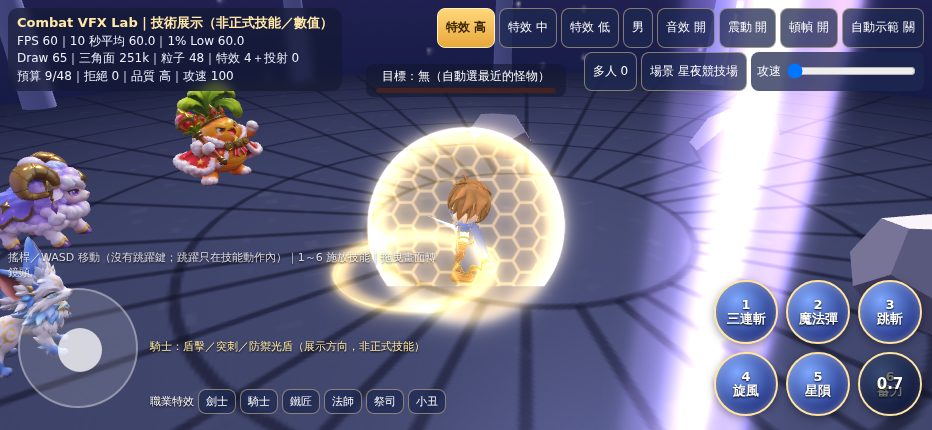 Combat VFX Lab｜技術展示（非正式技能／數值）
FPS 60｜10 秒平均 60.0｜1% Low 60.0
Draw 65｜三角面 251k｜粒子 48｜特效 4＋投射 0
預算 9/48｜拒絕 0｜品質 高｜攻速 100
特效 高
特效 中
特效 低
男
音效 開
震動 開
頓幀 開
自動示範 關
目標：無（自動選最近的怪物）
多人 0
場景 星夜競技場
攻速
搖桿／WASD 移動（沒有跳躍鍵；跳躍只在技能動作內）｜1~6 施放技能｜拖曳畫面轉
鏡頭
1
三連斬
2
魔法彈
3
跳斬
騎士：盾擊／突刺／防禦光盾（展示方向，非正式技能）
4
旋風
5
星隕
6
0.7
蓄力
職業特效
劍士
騎士
鐵匠
法師
祭司
小丑